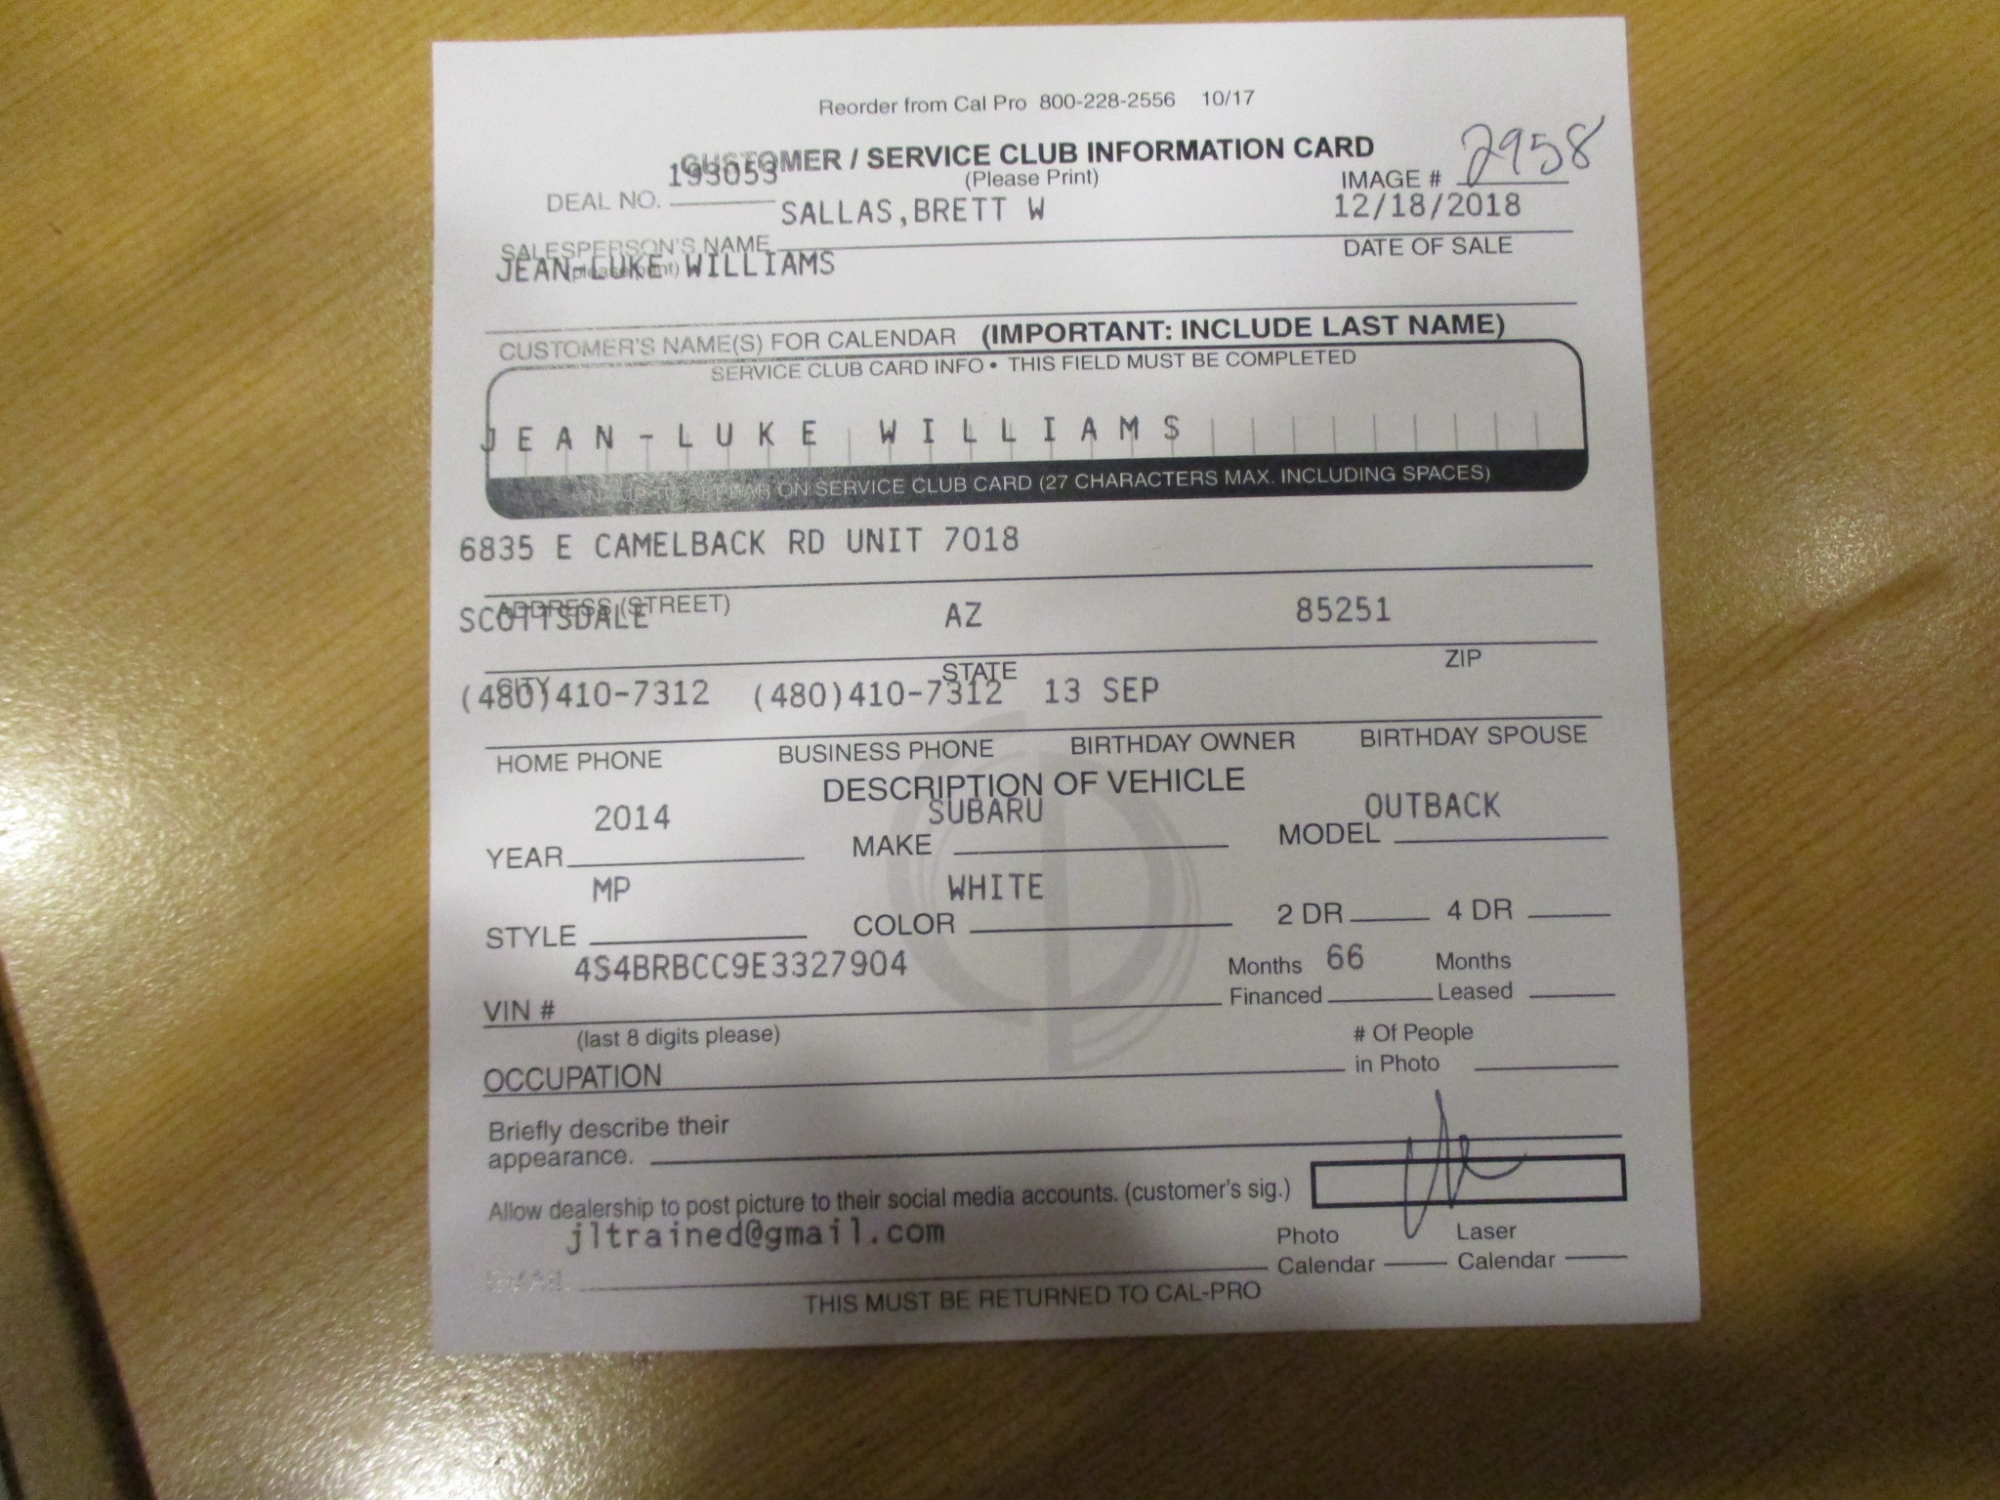 Reorder from Cal Pro 800-228-2556 10/17
CUSTOMER / SERVICE CLUB INFORMATION CARD
(Please Print)
DEAL NO. 193053
IMAGE # 2958
SALLAS,BRETT W 12/18/2018
SALESPERSON'S NAME DATE OF SALE
(please print)
JEAN-LUKE WILLIAMS
CUSTOMER'S NAME(S) FOR CALENDAR (IMPORTANT: INCLUDE LAST NAME)
SERVICE CLUB CARD INFO • THIS FIELD MUST BE COMPLETED
JEAN-LUKE WILLIAMS
APPEAR ON SERVICE CLUB CARD (27 CHARACTERS MAX. INCLUDING SPACES)
6835 E CAMELBACK RD UNIT 7018
ADDRESS (STREET)
SCOTTSDALE AZ 85251
CITY STATE ZIP
(480)410-7312 (480)410-7312 13 SEP
HOME PHONE BUSINESS PHONE BIRTHDAY OWNER BIRTHDAY SPOUSE
DESCRIPTION OF VEHICLE
2014 SUBARU OUTBACK
YEAR MAKE MODEL
MP WHITE
STYLE COLOR 2 DR 4 DR
4S4BRBCC9E3327904 Months 66 Months
VIN # Financed Leased
(last 8 digits please) # Of People
OCCUPATION in Photo
Briefly describe their
appearance.
Allow dealership to post picture to their social media accounts. (customer's sig.)
jltrained@gmail.com Photo Laser
EMAIL Calendar Calendar
THIS MUST BE RETURNED TO CAL-PRO